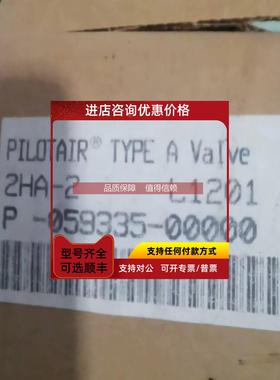 进店咨询优惠价格
PILOTAIR® TYPE A Valve
2HA-2 L1201
品质保障 值得信赖
P -059335-00000
型号齐全
可选顺丰
支持任何付款方式
支持对公 可开专票/普票